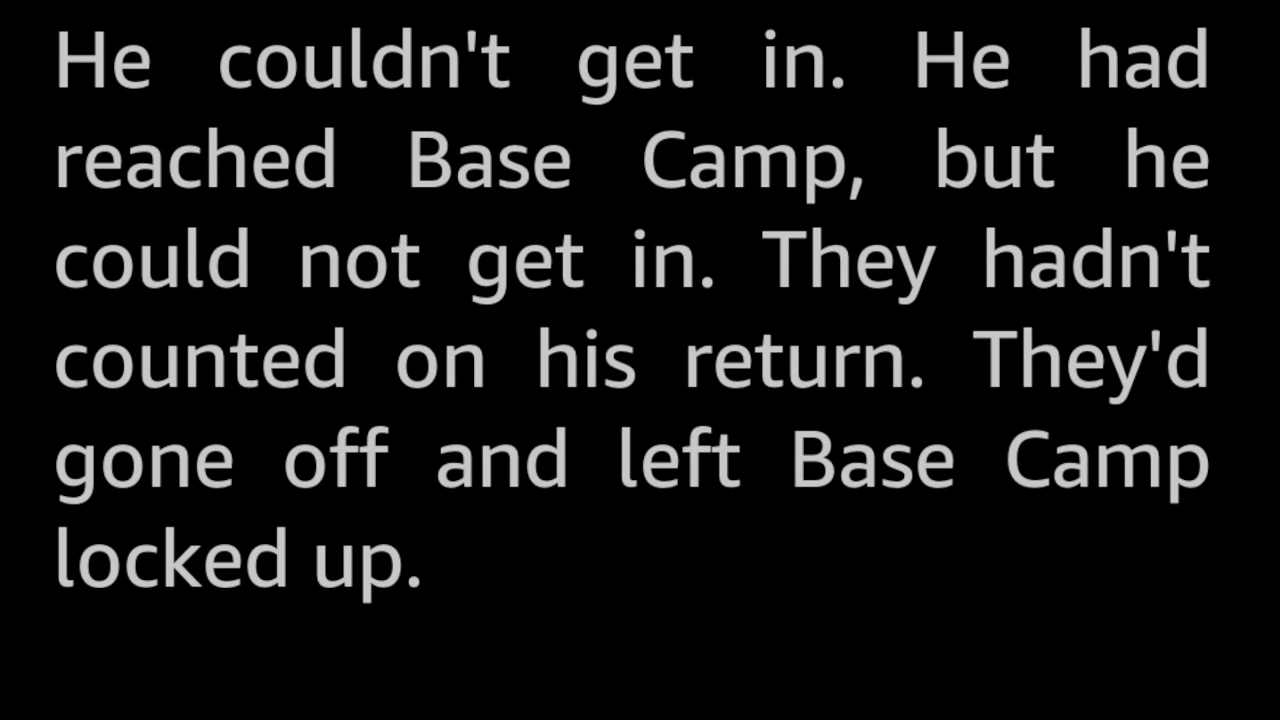 He couldn't get in. He had
reached Base Camp, but he
could not get in. They hadn't
counted on his return. They'd
gone off and left Base Camp
locked up.